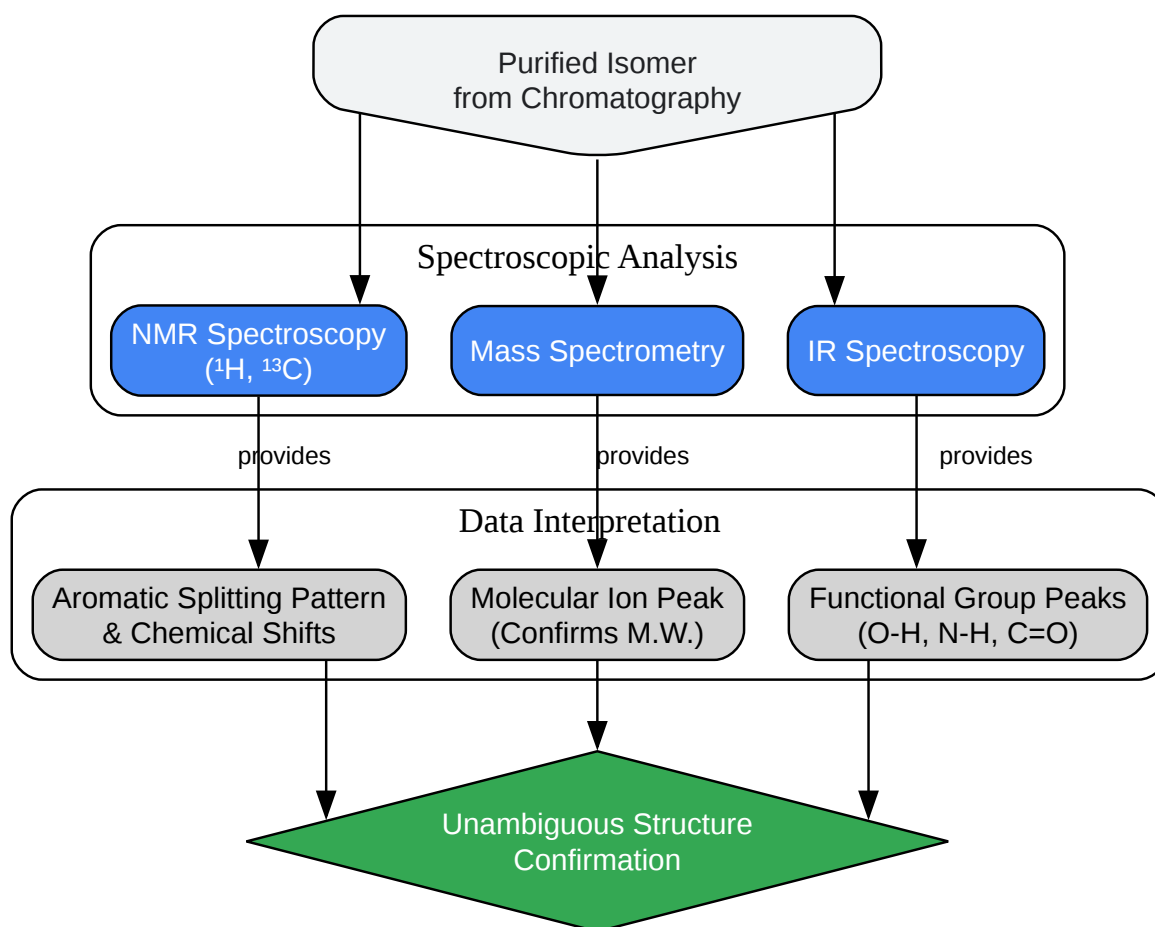 Purified Isomer
from Chromatography
Spectroscopic Analysis
NMR Spectroscopy
(¹H, ¹³C)
Mass Spectrometry
IR Spectroscopy
provides
provides
provides
Data Interpretation
Aromatic Splitting Pattern
& Chemical Shifts
Molecular Ion Peak
(Confirms M.W.)
Functional Group Peaks
(O-H, N-H, C=O)
Unambiguous Structure
Confirmation